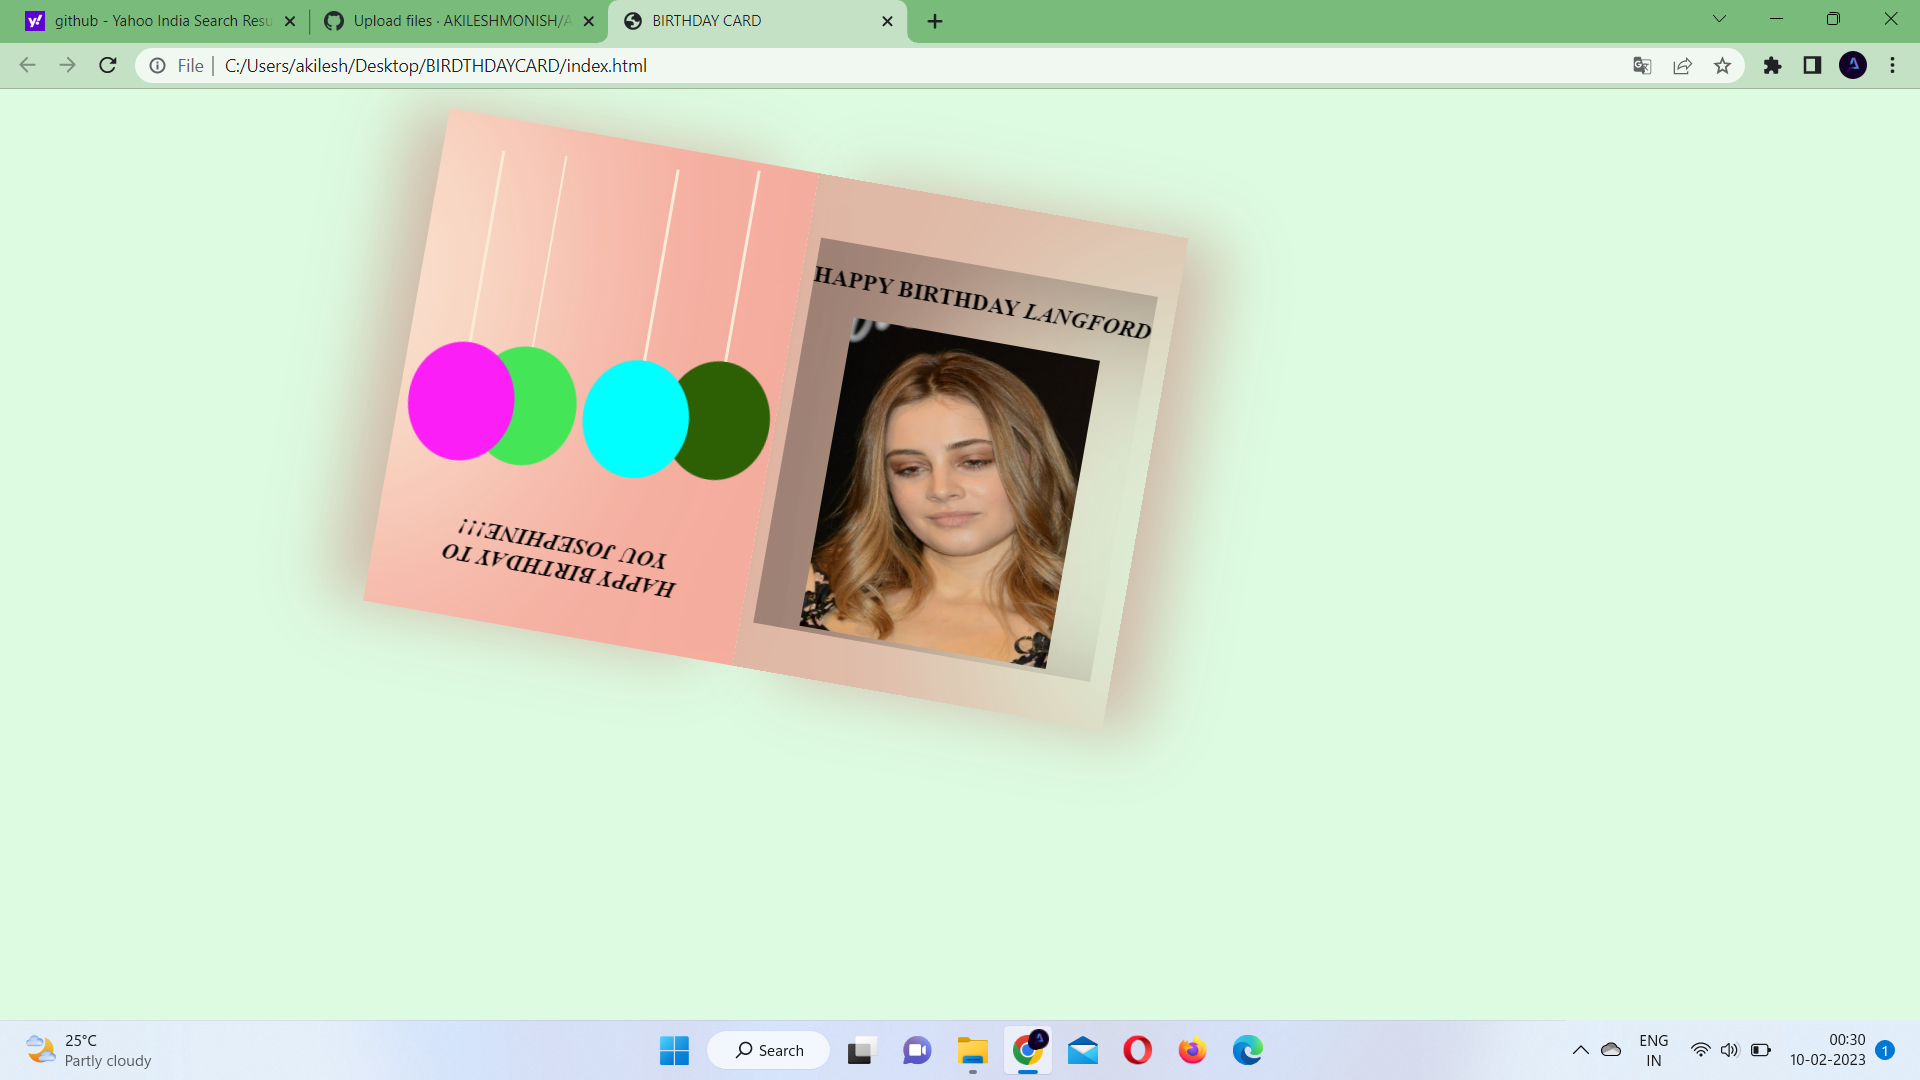 github - Yahoo India Search Resu
Upload files · AKILESHMONISH/A
BIRTHDAY CARD
File
C:/Users/akilesh/Desktop/BIRDTHDAYCARD/index.html
HAPPY BIRTHDAY TO
YOU JOSEPHINE!!!
HAPPY BIRTHDAY LANGFORD
25°C
Partly cloudy
Search
ENG
IN
00:30
10-02-2023
1